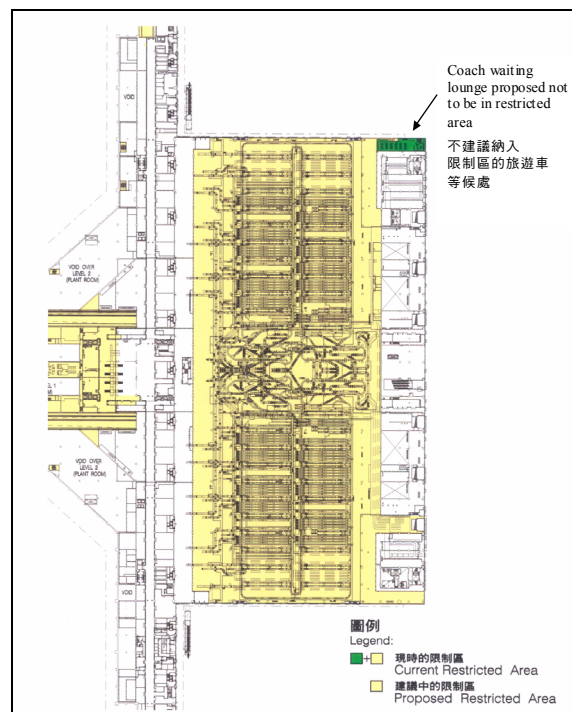 Coach waiting
lounge proposed not
to be in restricted
area
不建議納入
限制區的旅遊車
等候處
VOID
VOID OVER
LEVEL 2
(PLANT ROOM)
VOID OVER
LEVEL 2
(PLANT ROOM)
VOID
圖例
Legend:
+
現時的限制區
Current Restricted Area
建議中的限制區
Proposed Restricted Area